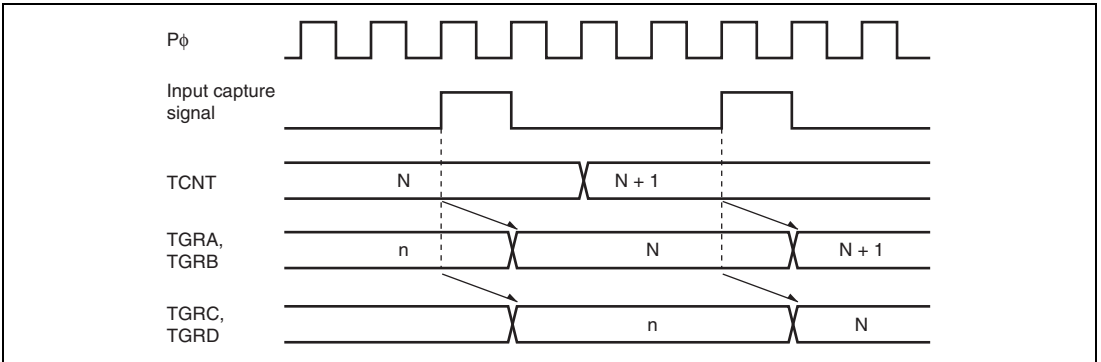 Pϕ
Input capture
signal
TCNT
N
N + 1
TGRA,
TGRB
n
N
N + 1
TGRC,
TGRD
n
N